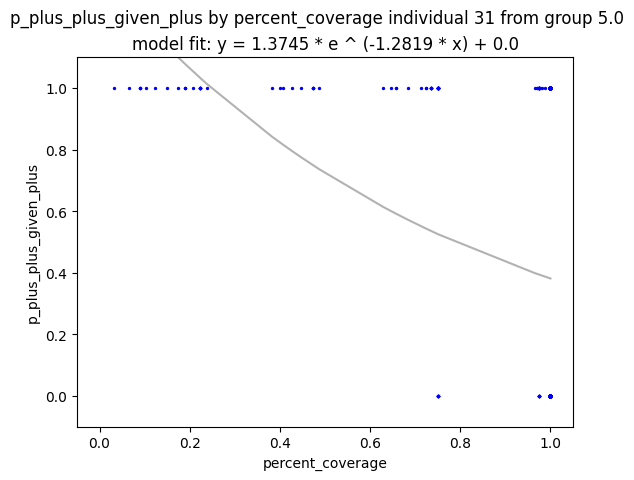 p_plus_plus_given_plus by percent_coverage individual 31 from group 5.0
model fit: y = 1.3745 * e ^ (-1.2819 * x) + 0.0
1.0
0.8
0.6
0.4
0.2
0.0
p_plus_plus_given_plus
0.0 0.2 0.4 0.6 0.8 1.0
percent_coverage